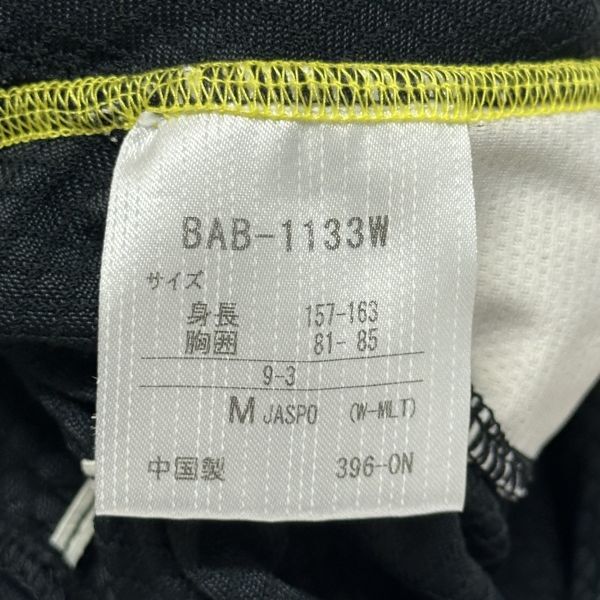 BAB-1133W
サイズ
身長 157-163
胸囲 81- 85
9-3
M JASPO (W-MLT)
中国製 396-ON